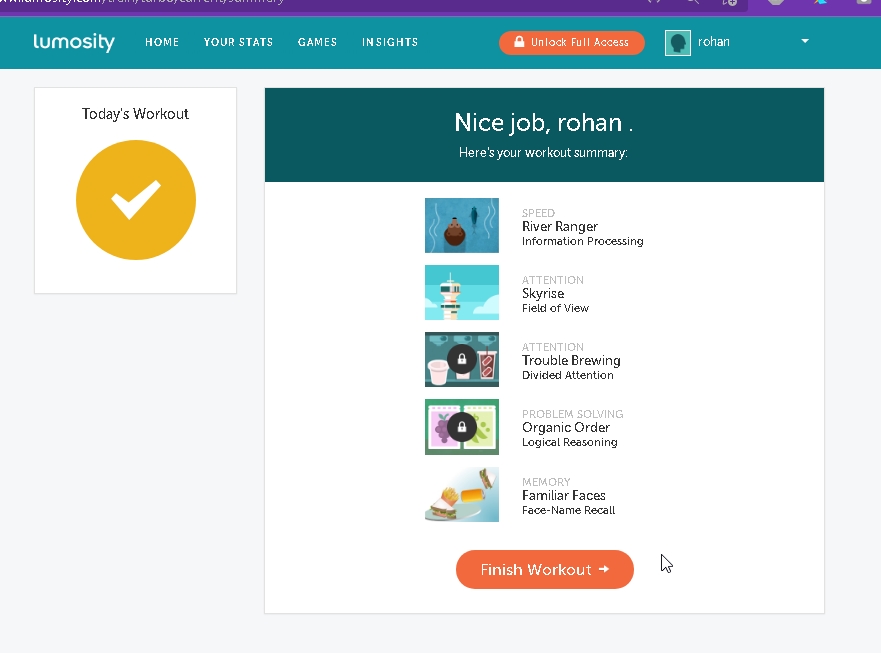 lumosity
HOME
YOUR STATS
GAMES
INSIGHTS
Unlock Full Access
rohan
Today's Workout
Nice job, rohan .
Here's your workout summary:
SPEED
River Ranger
Information Processing
ATTENTION
Skyrise
Field of View
ATTENTION
Trouble Brewing
Divided Attention
PROBLEM SOLVING
Organic Order
Logical Reasoning
MEMORY
Familiar Faces
Face-Name Recall
Finish Workout →